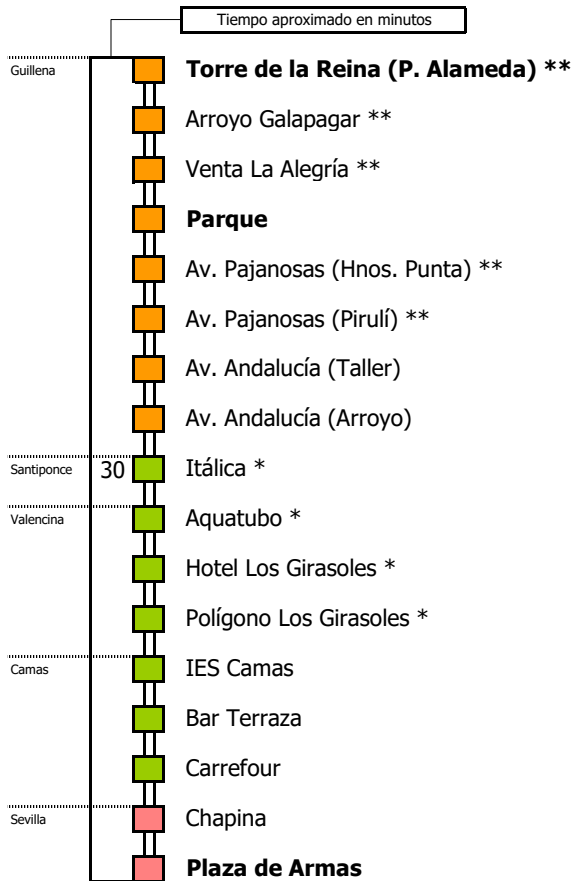 Tiempo aproximado en minutos
Guillena
Torre de la Reina (P. Alameda) **
Arroyo Galapagar **
Venta La Alegría **
Parque
Av. Pajanosas (Hnos. Punta) **
Av. Pajanosas (Pirulí) **
Av. Andalucía (Taller)
Av. Andalucía (Arroyo)
Santiponce 30 Itálica *
Valencina Aquatubo *
Hotel Los Girasoles *
Polígono Los Girasoles *
Camas IES Camas
Bar Terraza
Carrefour
Sevilla Chapina
Plaza de Armas